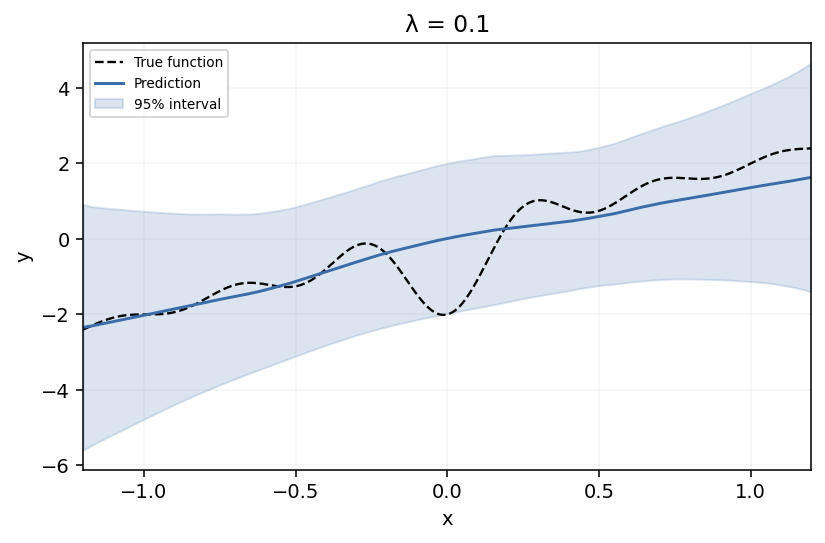 λ = 0.1
True function
Prediction
95% interval
y
4
2
0
−2
−4
−6
−1.0 −0.5 0.0 0.5 1.0
x